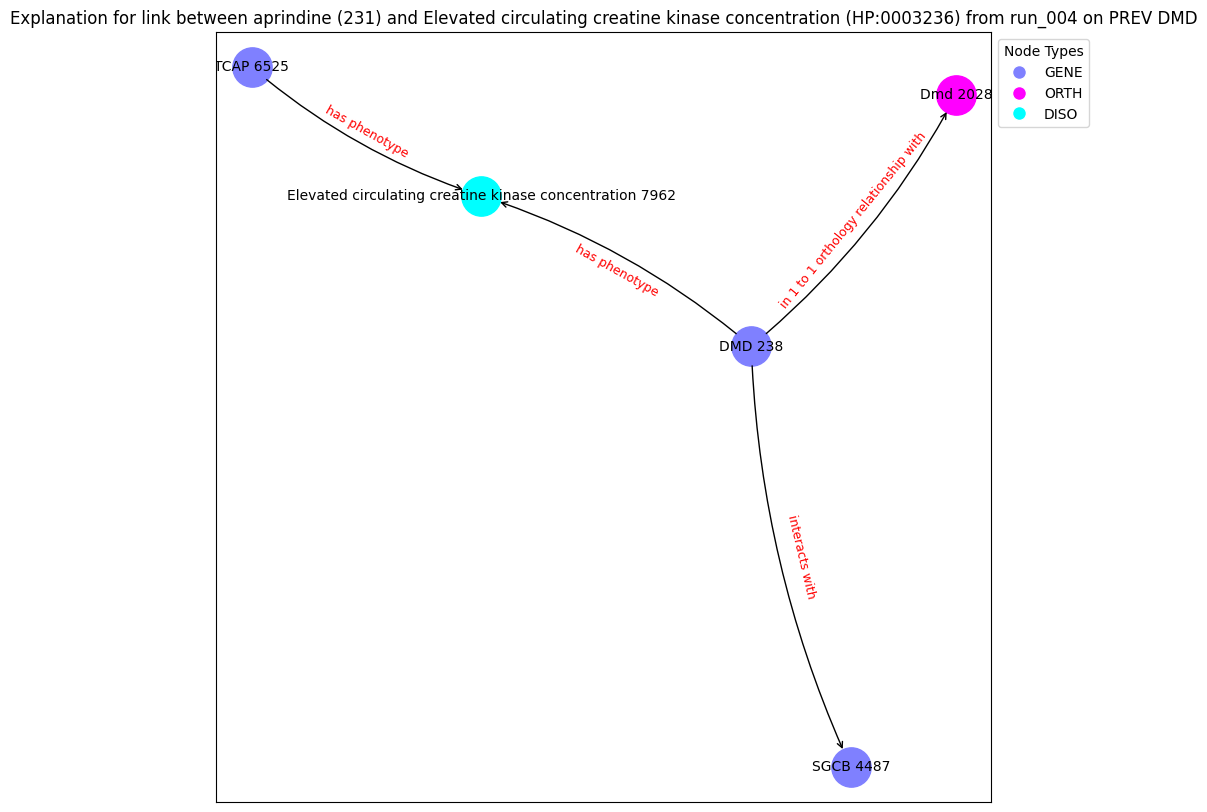 Explanation for link between aprindine (231) and Elevated circulating creatine kinase concentration (HP:0003236) from run_004 on PREV DMD
Node Types
GENE
ORTH
DISO
TCAP 6525
Dmd 2028
has phenotype
in 1 to 1 orthology relationship with
Elevated circulating creatine kinase concentration 7962
has phenotype
DMD 238
interacts with
SGCB 4487